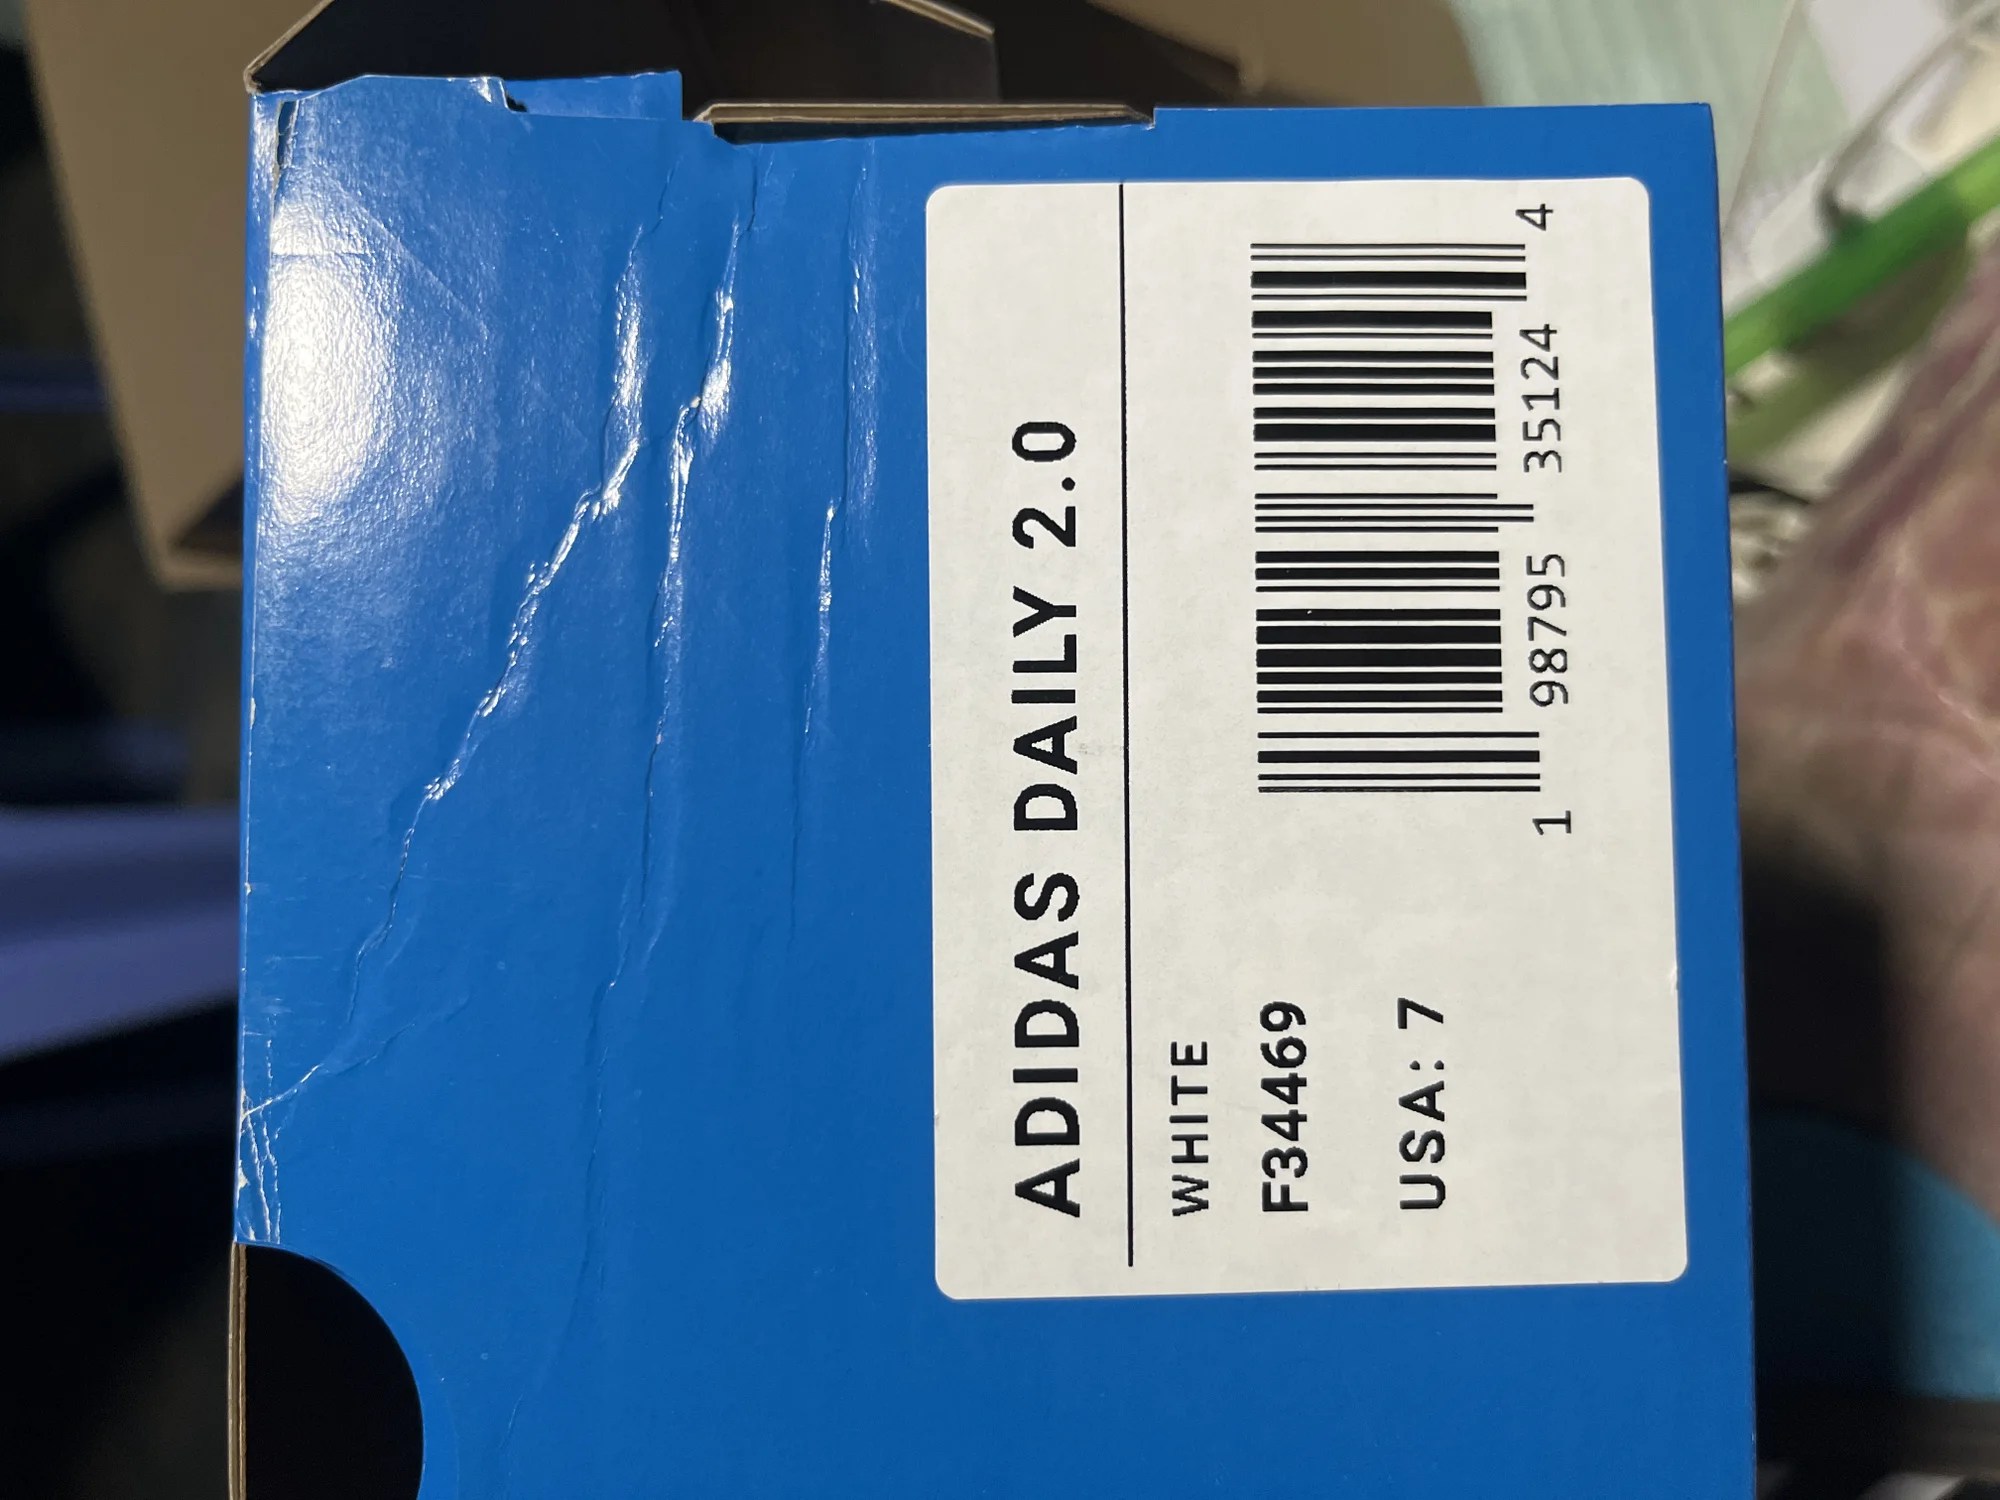 ADIDAS DAILY 2.0
WHITE
F34469
USA: 7
1 98795 35124 4